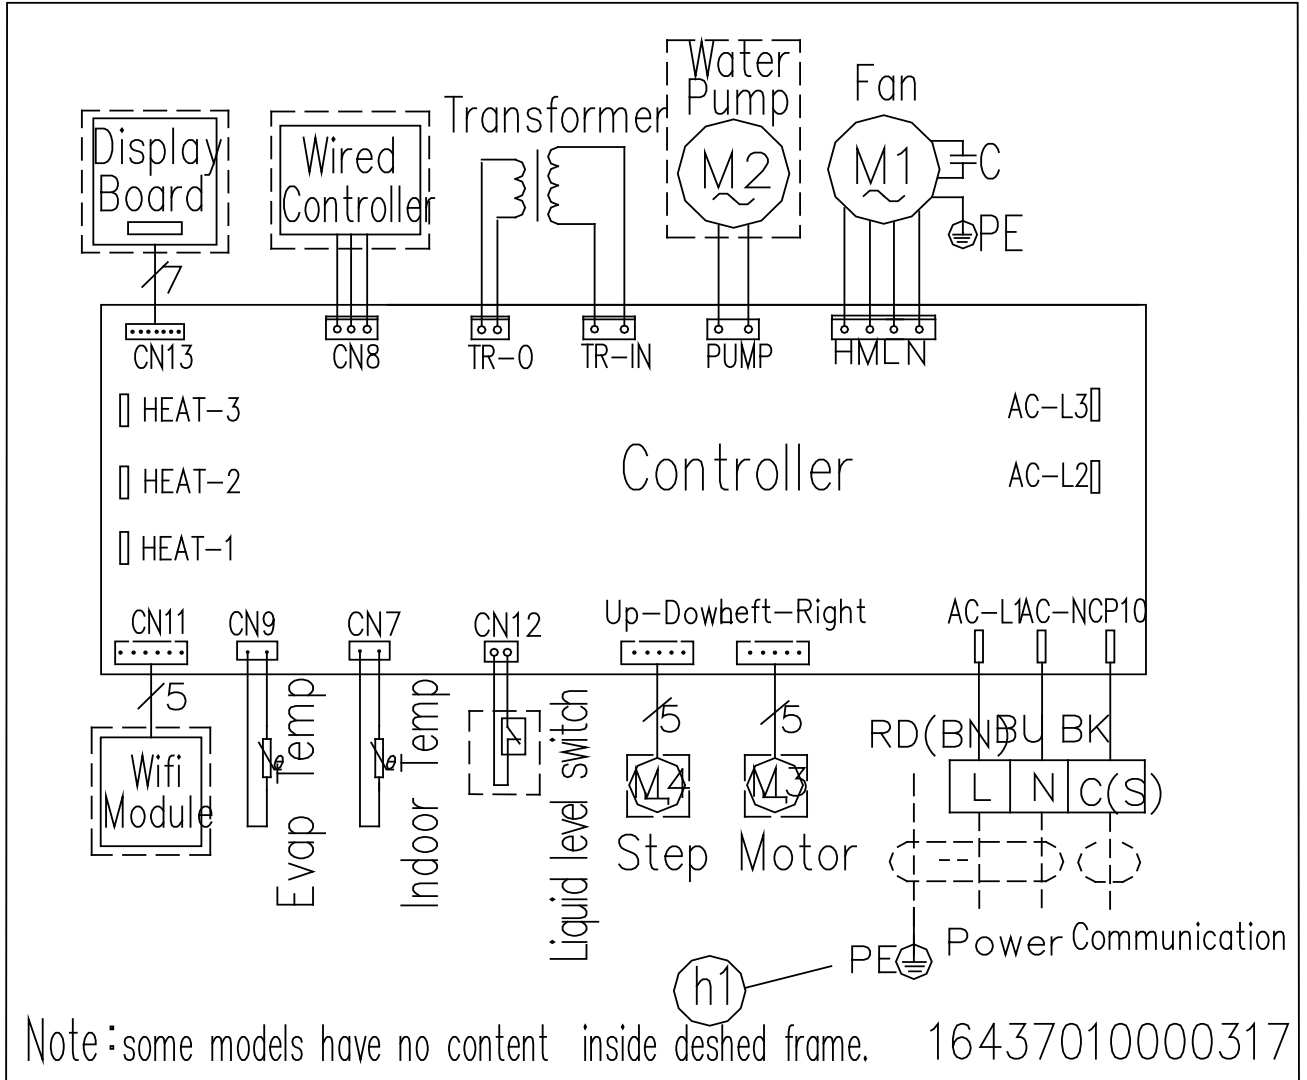 Water
Pump
M2
Fan
M1
C
PE
Transformer
Display
Board
7
Wired
Controller
CN13
CN8
TR-O
TR-IN
PUMP
H M L N
HEAT-3
HEAT-2
HEAT-1
AC-L3
AC-L2
Controller
CN11
CN9
CN7
CN12
Up-Down
Left-Right
AC-L1
AC-N
CP10
5
Wifi
Module
θ
Evap Temp
θ
Indoor Temp
Liquid level switch
5
5
M4
M3
Step Motor
RD(BN)
BU
BK
L
N
C(S)
PE
Power
Communication
h1
Note:some models have no content inside deshed frame.
16437010000317